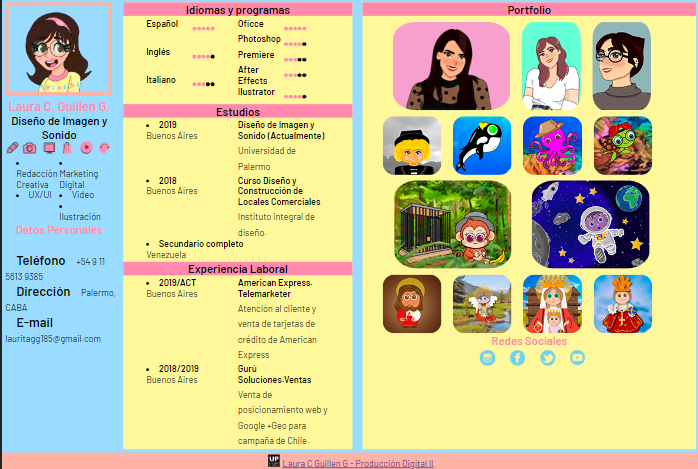 Laura C. Guillen G.
Diseño de Imagen y
Sonido
Redacción
Creativa
Marketing
Digital
UX/UI
Video
Ilustración
Datos Personales
Teléfono +54 9 11
5613 9385
Dirección Palermo,
CABA
E-mail
lauritagg185@gmail.com
Idiomas y programas
Español
Inglés
Italiano
Oficce
Photoshop
Premiere
After
Effects
Ilustrator
Estudios
2019
Buenos Aires
Diseño de Imagen y
Sonido (Actualmente)
Universidad de
Palermo
2018
Buenos Aires
Curso Diseño y
Construcción de
Locales Comerciales
Instituto integral de
diseño.
Secundario completo
Venezuela
Experiencia Laboral
2019/ACT
Buenos Aires
American Express.
Telemarketer
Atención al cliente y
venta de tarjetas de
crédito de American
Express
2018/2019
Buenos Aires
Gurú
Soluciones.Ventas
Venta de
posicionamiento web y
Google +Geo para
campaña de Chile.
Portfolio
Redes Sociales
UP
Laura C Guillen G - Producción Digital II